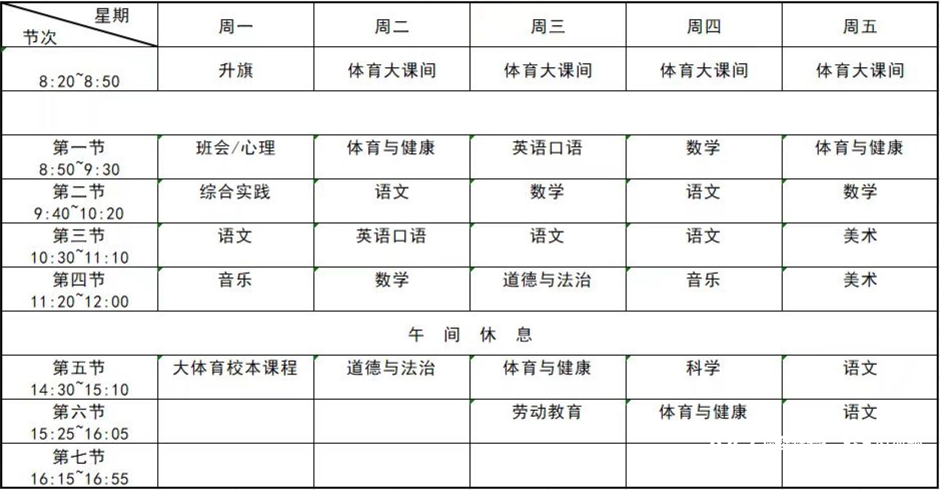 星期
节次
周一 周二 周三 周四 周五
8:20~8:50 升旗 体育大课间 体育大课间 体育大课间 体育大课间
第一节 班会/心理 体育与健康 英语口语 数学 体育与健康
8:50~9:30
第二节 综合实践 语文 数学 语文 数学
9:40~10:20
第三节 语文 英语口语 语文 语文 美术
10:30~11:10
第四节 音乐 数学 道德与法治 音乐 美术
11:20~12:00
午间休息
第五节 大体育校本课程 道德与法治 体育与健康 科学 语文
14:30~15:10
第六节 劳动教育 体育与健康 语文
15:25~16:05
第七节
16:15~16:55